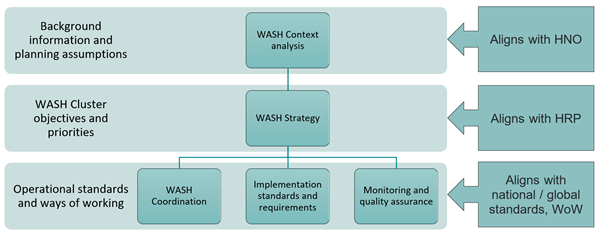 Background
information and
planning assumptions
WASH Context
analysis
Aligns with HNO
WASH Cluster
objectives and
priorities
WASH Strategy
Aligns with HRP
Operational standards
and ways of working
WASH
Coordination
Implementation
standards and
requirements
Monitoring and
quality assurance
Aligns with
national / global
standards, WoW